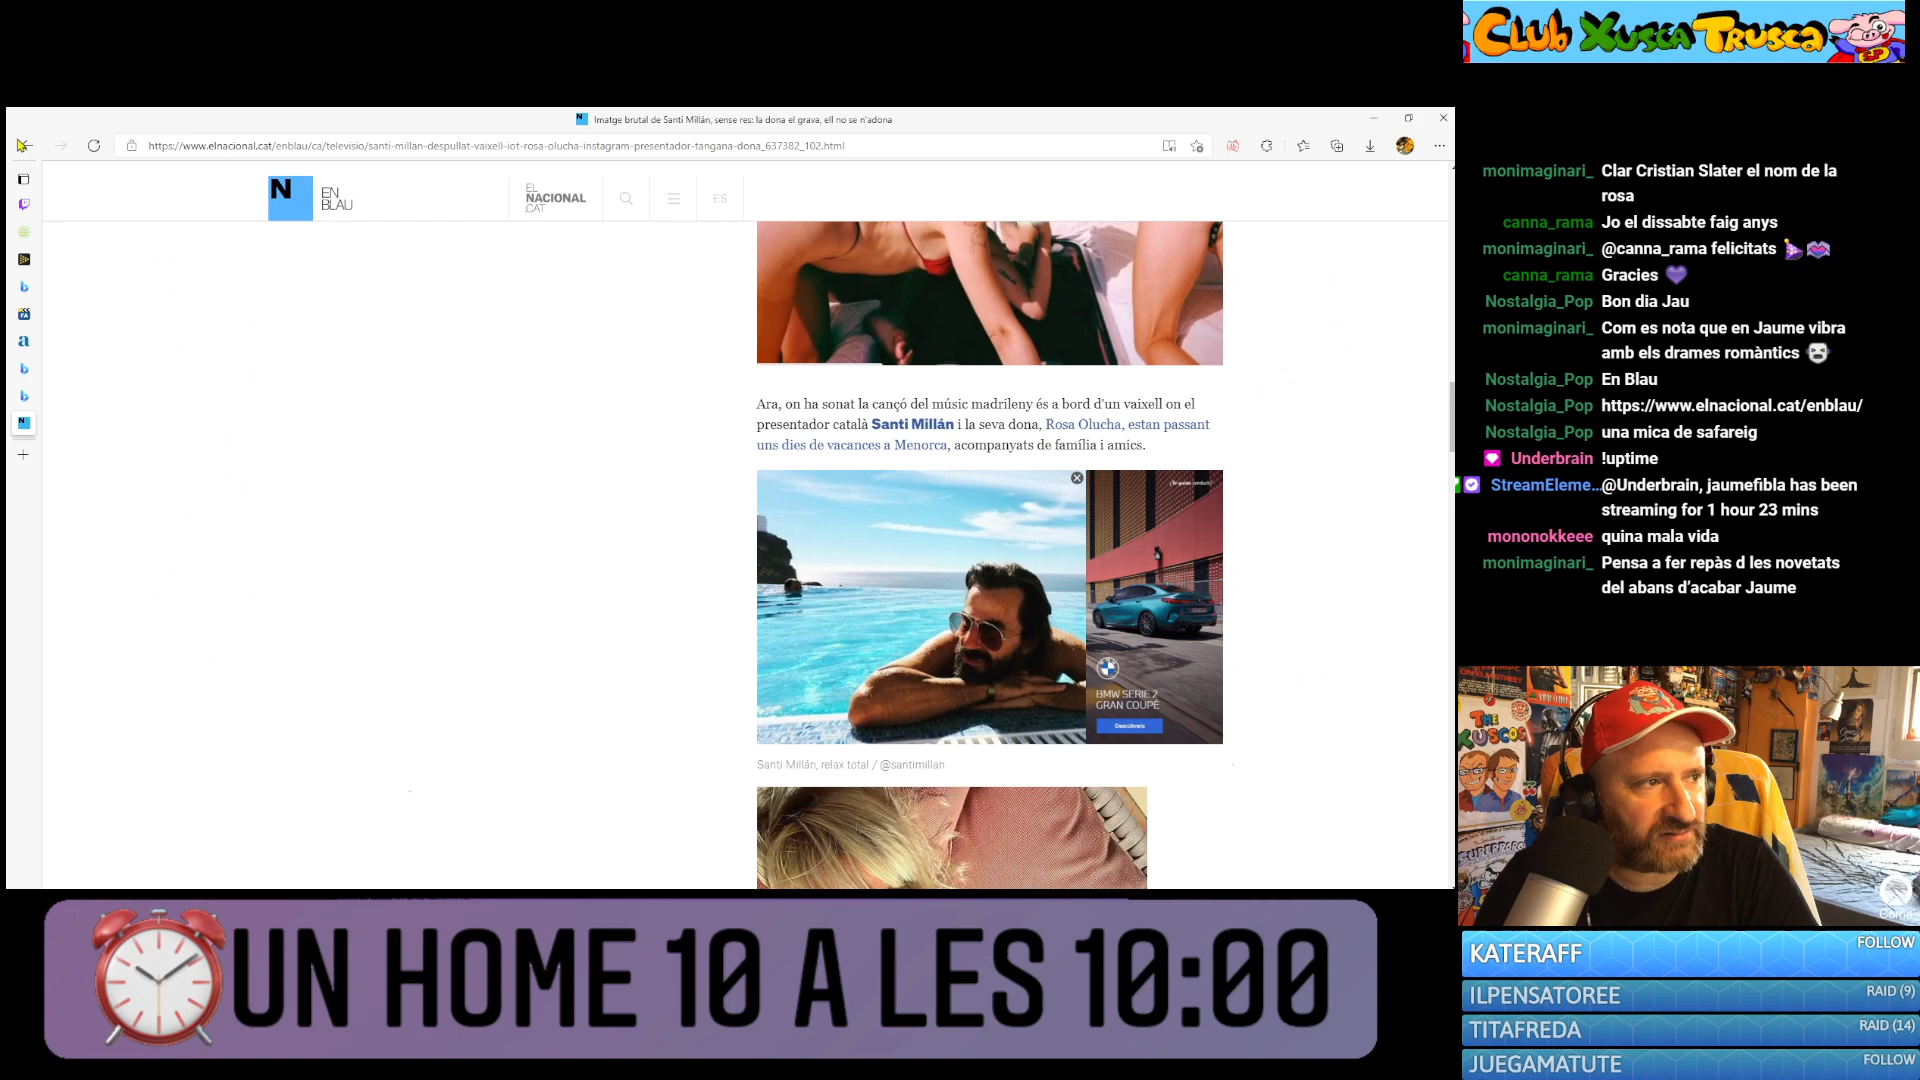 CLUB XUSCA TRUSCA
Imatge brutal de Santi Millán, sense res: la dona el grava, ell no se n'adona
https://www.elnacional.cat/enblau/ca/televisio/santi-millan-despullat-vaixell-iot-rosa-olucha-instagram-presentador-tangana-dona_637382_102.html
N EN
BLAU
EL
NACIONAL
.CAT
ES
Ara, on ha sonat la cançó del músic madrileny és a bord d'un vaixell on el
presentador català Santi Millán i la seva dona, Rosa Olucha, estan passant
uns dies de vacances a Menorca, acompanyats de família i amics.
BMW SERIE 2
GRAN COUPÉ
Descúbrelo
Santi Millán, relax total / @santimillan
monimaginari_ Clar Cristian Slater el nom de la
rosa
canna_rama Jo el dissabte faig anys
monimaginari_ @canna_rama felicitats
canna_rama Gracies
Nostalgia_Pop Bon dia Jau
monimaginari_ Com es nota que en Jaume vibra
amb els drames romàntics
Nostalgia_Pop En Blau
Nostalgia_Pop https://www.elnacional.cat/enblau/
Nostalgia_Pop una mica de safareig
Underbrain !uptime
StreamEleme... @Underbrain, jaumefibla has been
streaming for 1 hour 23 mins
mononokkeee quina mala vida
monimaginari_ Pensa a fer repàs d les novetats
del abans d'acabar Jaume
THE
XUSCOS
UN HOME 10 A LES 10:00
KATERAFF FOLLOW
ILPENSATOREE RAID (9)
TITAFREDA RAID (14)
JUEGAMATUTE FOLLOW